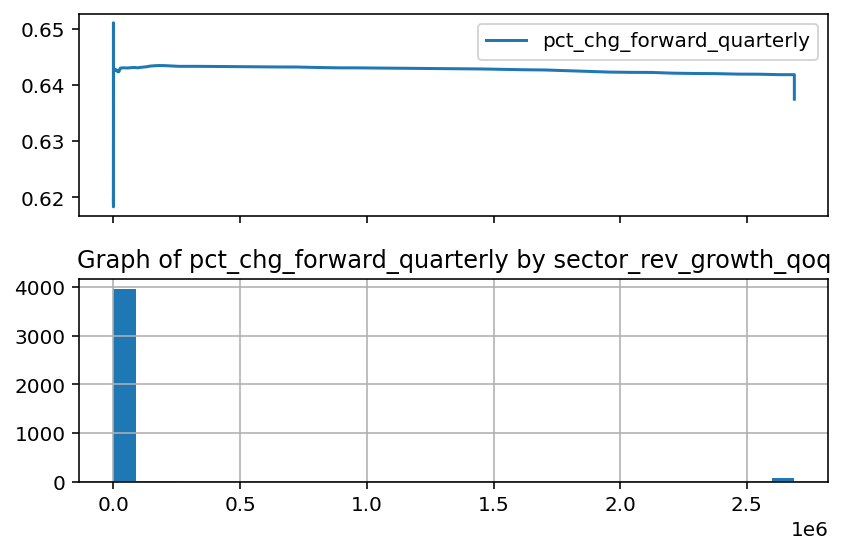 0.65
0.64
0.63
0.62
pct_chg_forward_quarterly
Graph of pct_chg_forward_quarterly by sector_rev_growth_qoq
4000
3000
2000
1000
0
0.0 0.5 1.0 1.5 2.0 2.5
1e6